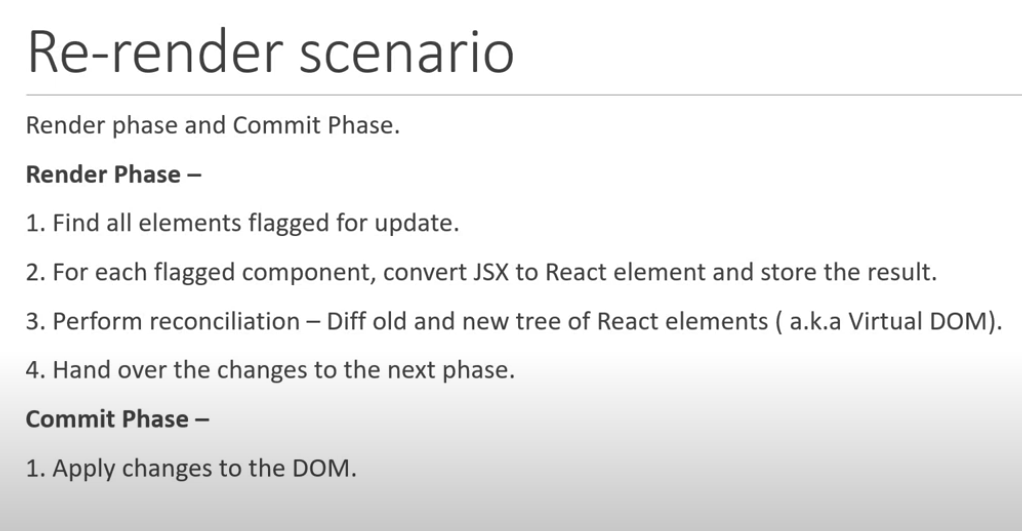 Re-render scenario
Render phase and Commit Phase.
Render Phase –
1. Find all elements flagged for update.
2. For each flagged component, convert JSX to React element and store the result.
3. Perform reconciliation – Diff old and new tree of React elements ( a.k.a Virtual DOM).
4. Hand over the changes to the next phase.
Commit Phase –
1. Apply changes to the DOM.